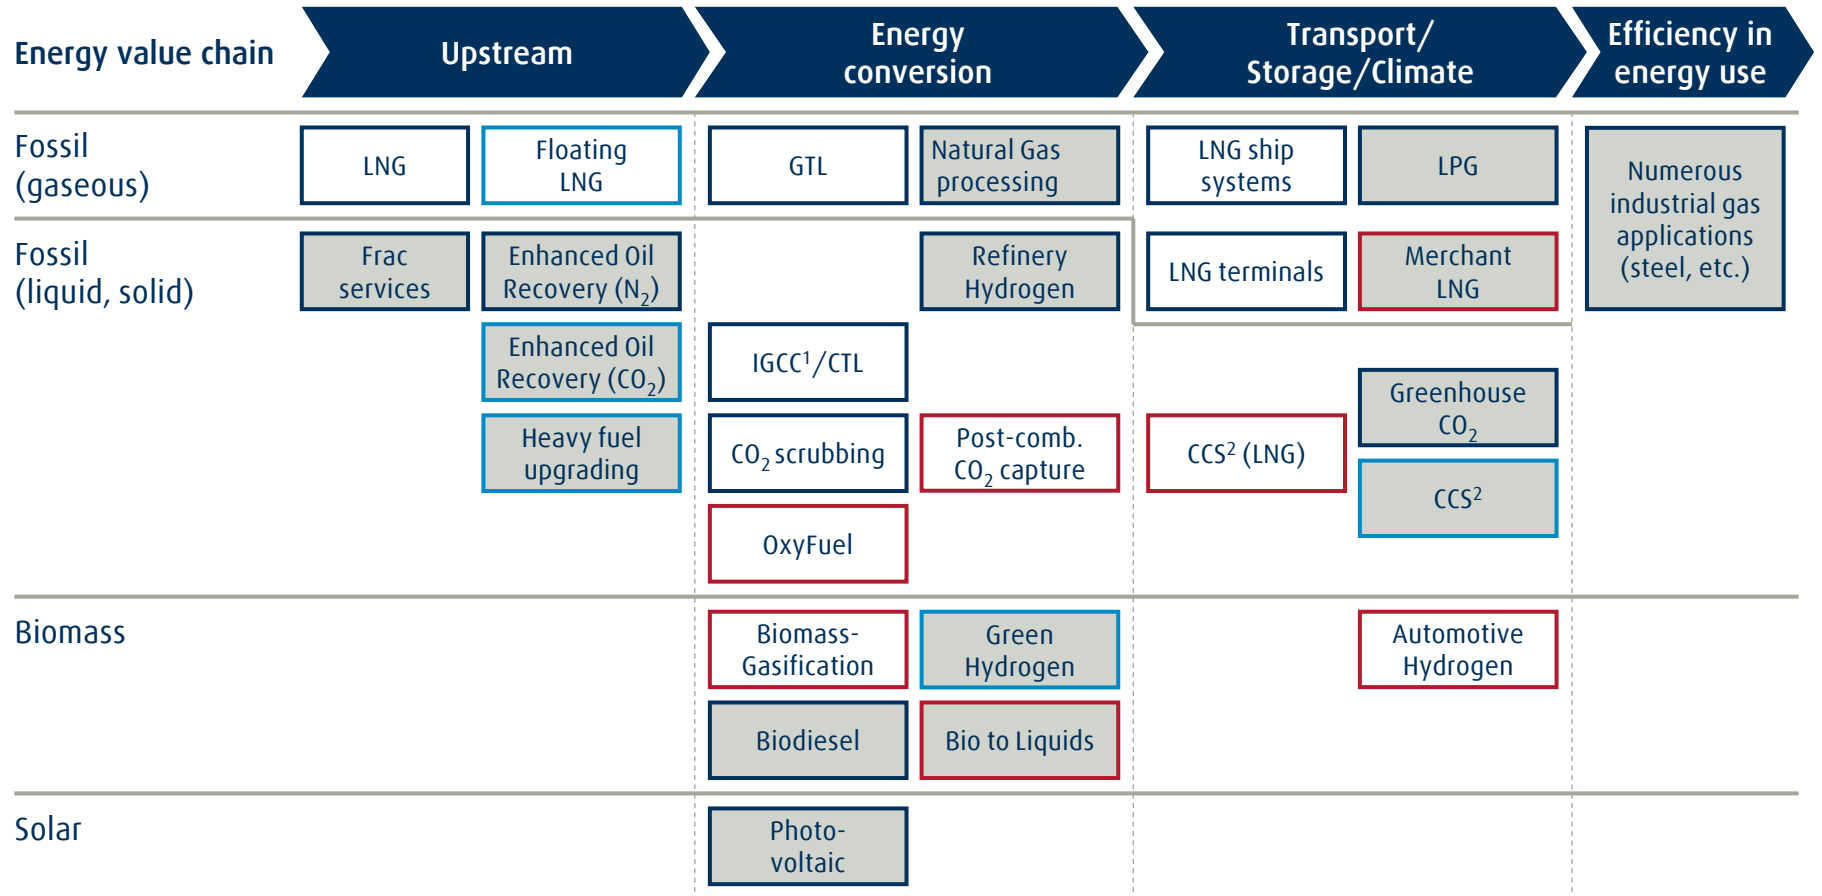 Energy value chain
Upstream
Energy
conversion
Transport/
Storage/Climate
Efficiency in
energy use
Fossil
(gaseous)
LNG
Floating
LNG
GTL
Natural Gas
processing
LNG ship
systems
LPG
Numerous
industrial gas
applications
(steel, etc.)
Fossil
(liquid, solid)
Frac
services
Enhanced Oil
Recovery (N₂)
Refinery
Hydrogen
LNG terminals
Merchant
LNG
Enhanced Oil
Recovery (CO₂)
IGCC¹/CTL
Greenhouse
CO₂
Heavy fuel
upgrading
CO₂ scrubbing
Post-comb.
CO₂ capture
CCS² (LNG)
CCS²
OxyFuel
Biomass
Biomass-
Gasification
Green
Hydrogen
Automotive
Hydrogen
Biodiesel
Bio to Liquids
Solar
Photo-
voltaic